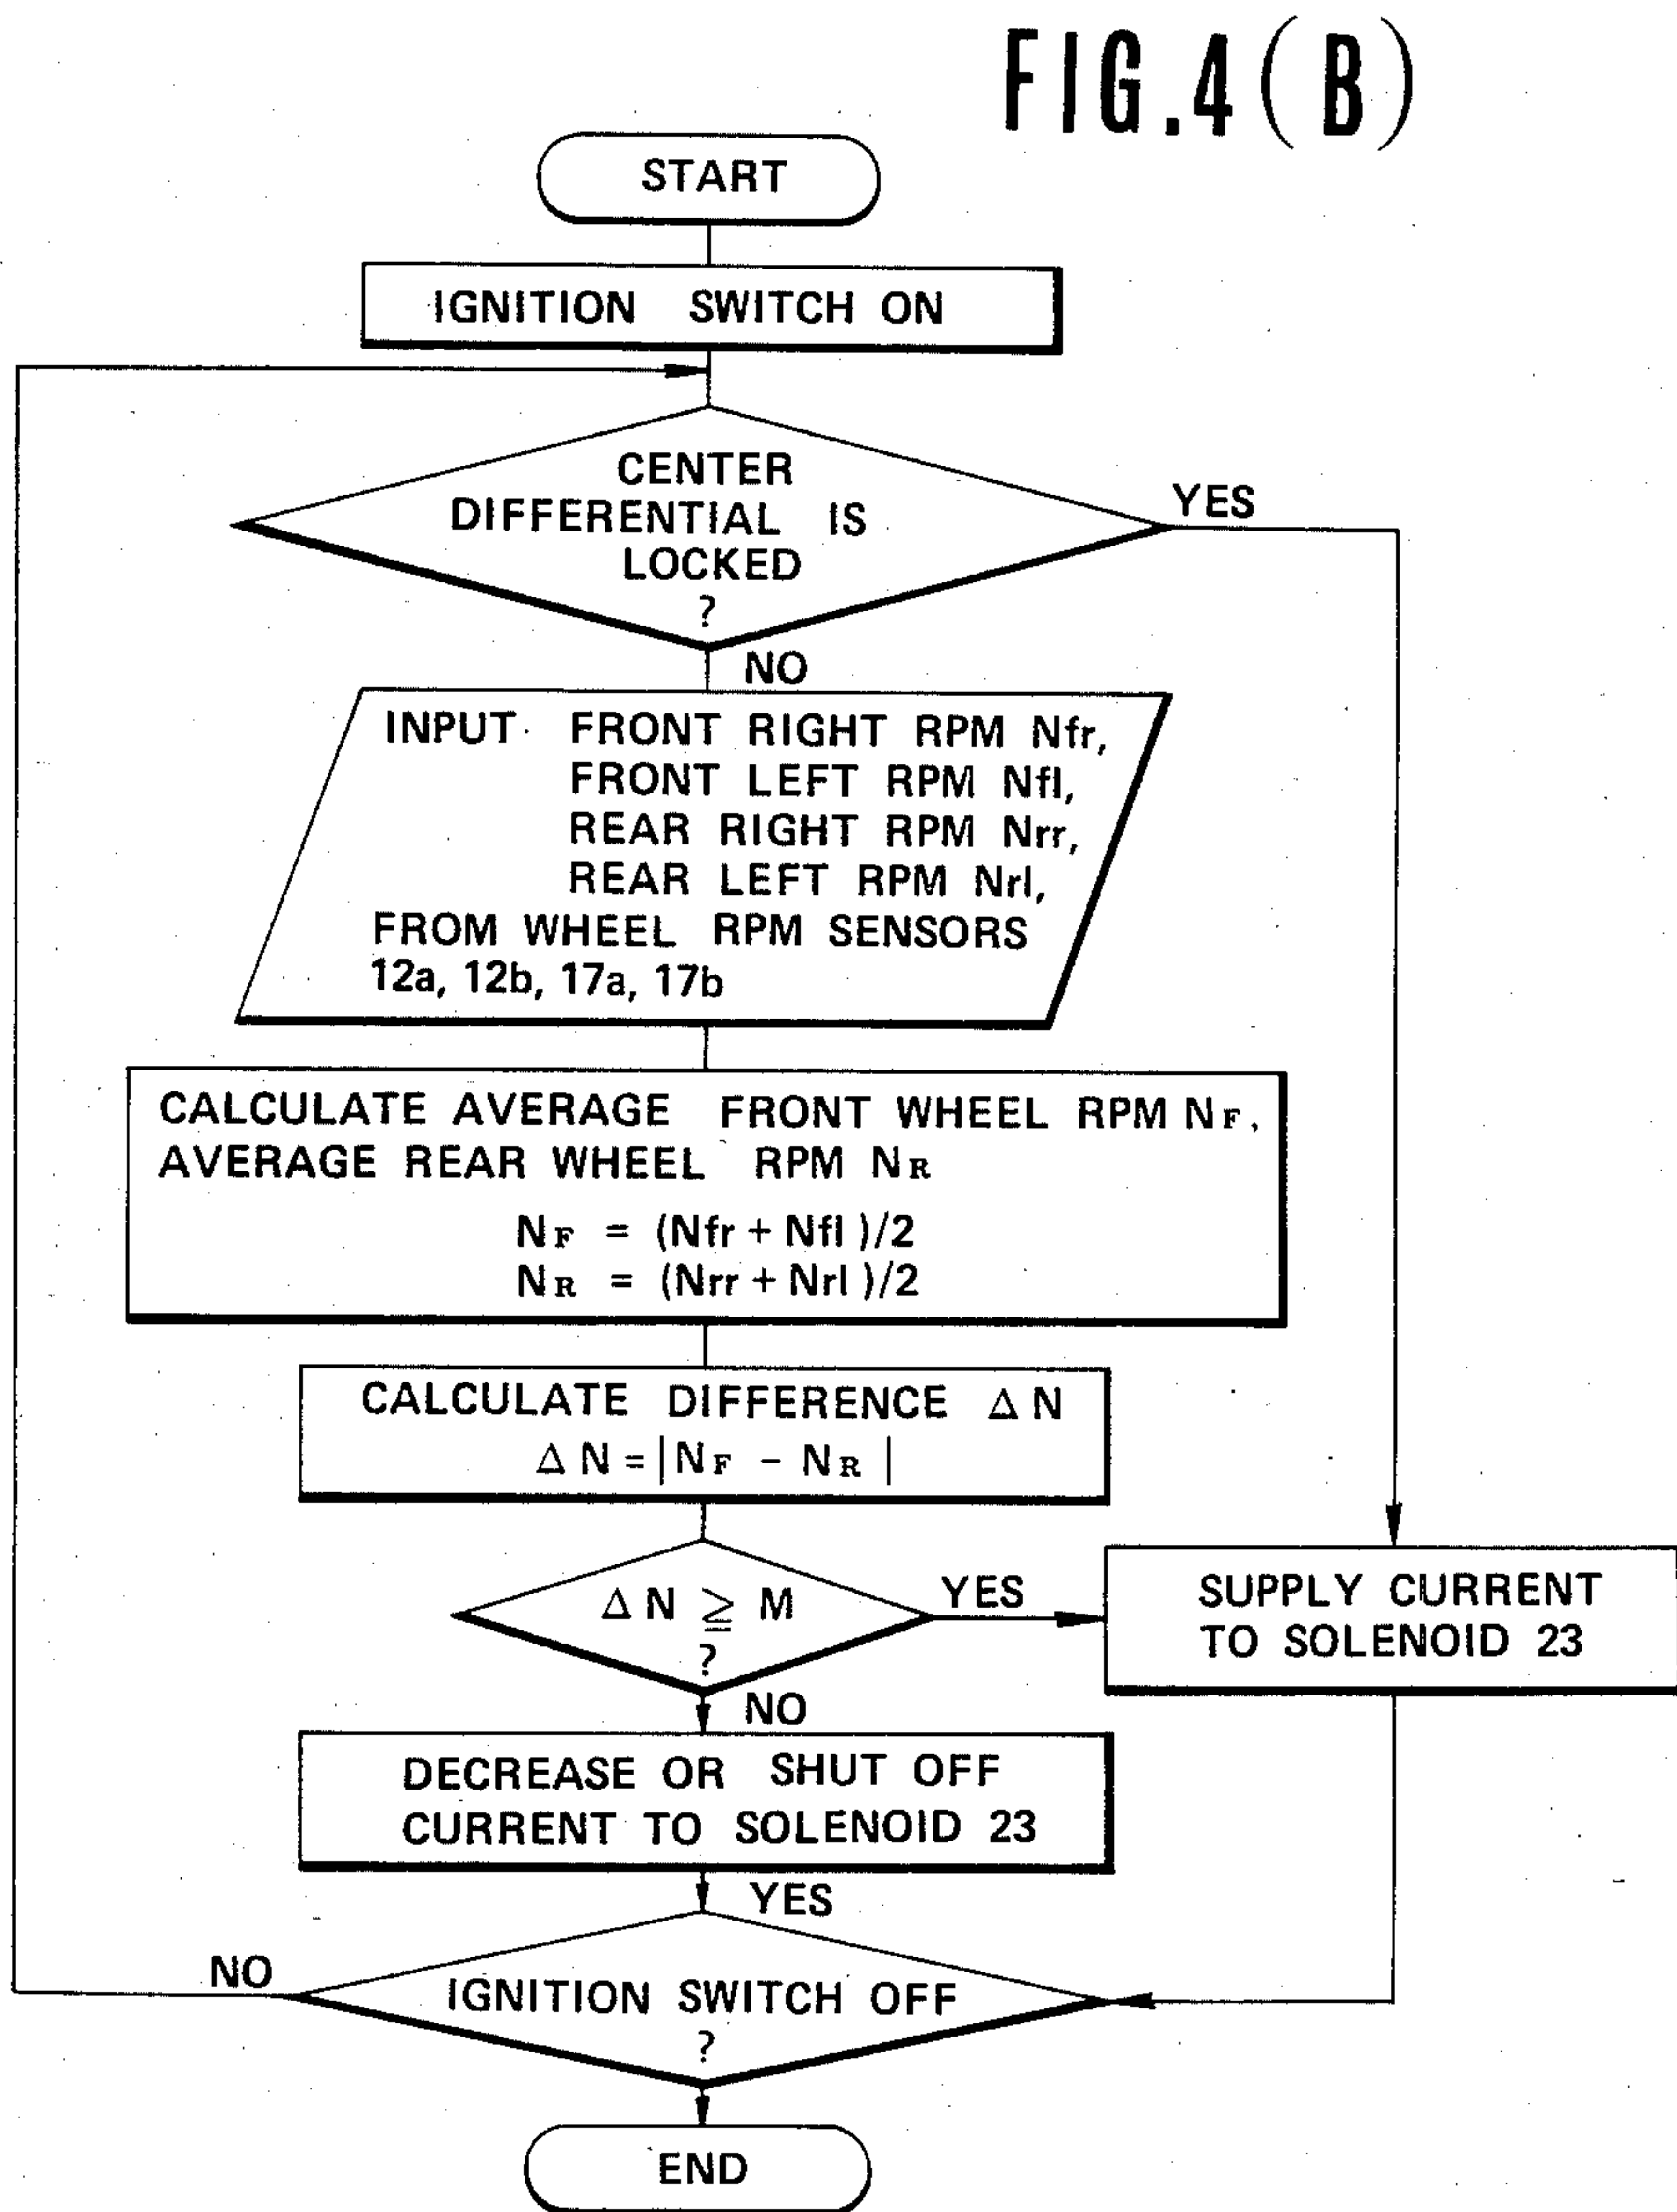 FIG.4(B)
START
IGNITION SWITCH ON
CENTER
DIFFERENTIAL IS
LOCKED
?
YES
NO
INPUT FRONT RIGHT RPM Nfr,
FRONT LEFT RPM Nfl,
REAR RIGHT RPM Nrr,
REAR LEFT RPM Nrl,
FROM WHEEL RPM SENSORS
12a, 12b, 17a, 17b
CALCULATE AVERAGE FRONT WHEEL RPM NF,
AVERAGE REAR WHEEL RPM NR
NF = (Nfr + Nfl )/2
NR = (Nrr + Nrl )/2
CALCULATE DIFFERENCE Δ N
Δ N = | NF - NR |
Δ N ≧ M
?
YES
SUPPLY CURRENT
TO SOLENOID 23
NO
DECREASE OR SHUT OFF
CURRENT TO SOLENOID 23
YES
NO
IGNITION SWITCH OFF
?
END